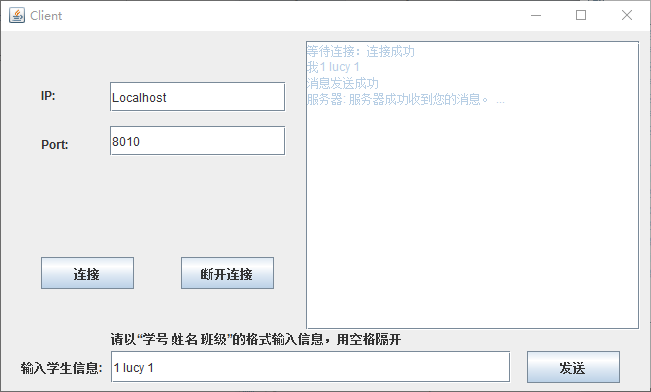 Client
IP:
Localhost
Port:
8010
等待连接：连接成功
我1 lucy 1
消息发送成功
服务器: 服务器成功收到您的消息。 ...
连接
断开连接
请以“学号 姓名 班级”的格式输入信息，用空格隔开
输入学生信息:
1 lucy 1
发送